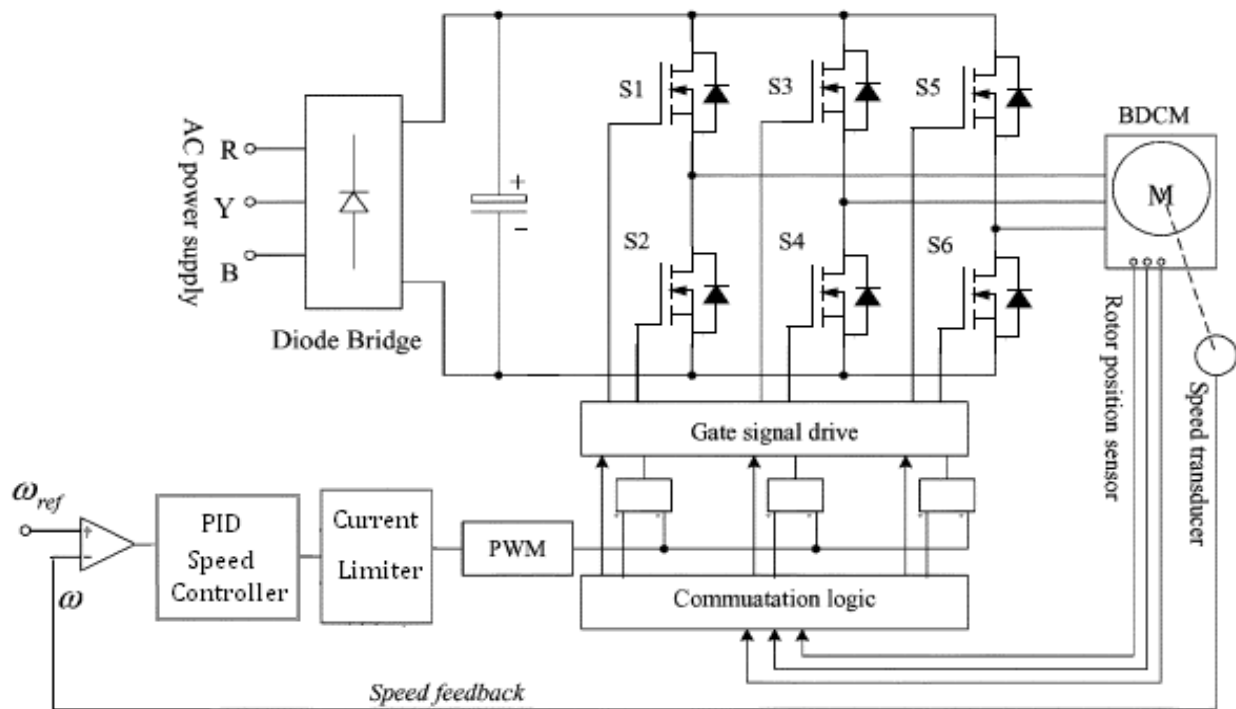 AC power supply
R
Y
B
Diode Bridge
+
-
S1
S3
S5
S2
S4
S6
BDCM
M
Rotor position sensor
Speed transducer
Gate signal drive
ω_ref
+
-
ω
PID
Speed
Controller
Current
Limiter
PWM
Commuatation logic
Speed feedback